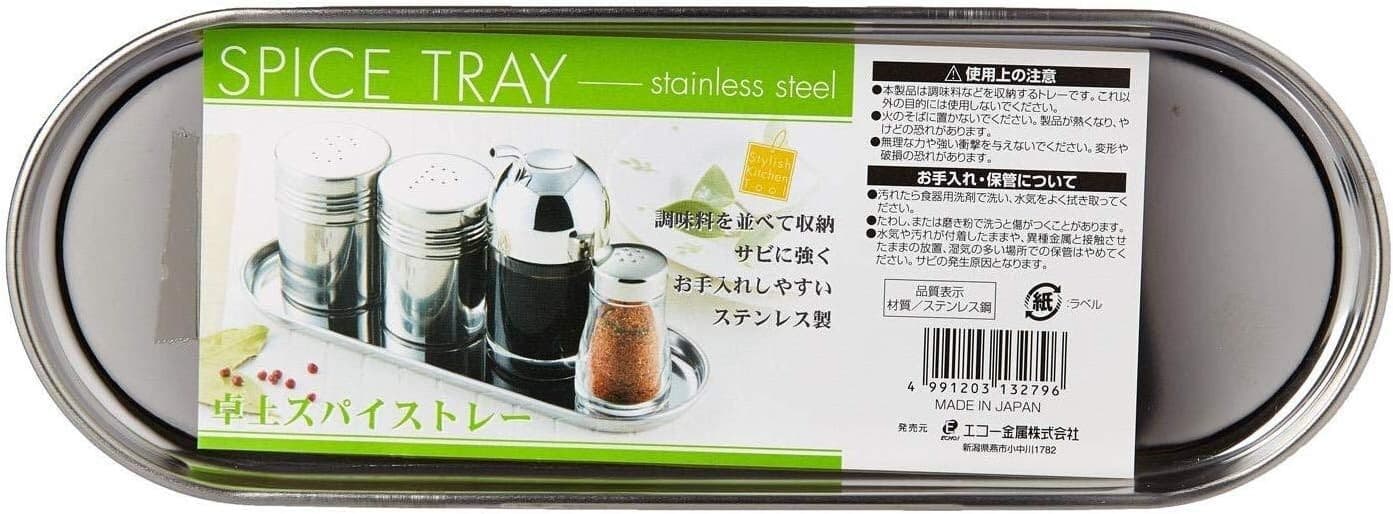 SPICE TRAY
stainless steel
Stylish
Kitchen
Tool
調味料を並べて収納
サビに強く
お手入れしやすい
ステンレス製
卓上スパイストレー
⚠使用上の注意
●本製品は調味料などを収納するトレーです。これ以
外の目的には使用しないでください。
●火のそばに置かないでください。製品が熱くなり、や
けどの恐れがあります。
●無理な力や強い衝撃を与えないでください。変形や
破損の恐れがあります。
お手入れ・保管について
●汚れたら食器用洗剤で洗い、水気をよく拭き取ってく
ださい。
●たわし、または磨き粉で洗うと傷がつくことがあります。
●水気や汚れが付着したままや、異種金属と接触させ
たままの放置、湿気の多い場所での保管はやめてく
ださい。サビの発生原因となります。
品質表示
材質/ステンレス鋼
紙:ラベル
4 991203 132796
MADE IN JAPAN
発売元 ECHO エコー金属株式会社
新潟県燕市小中川1782